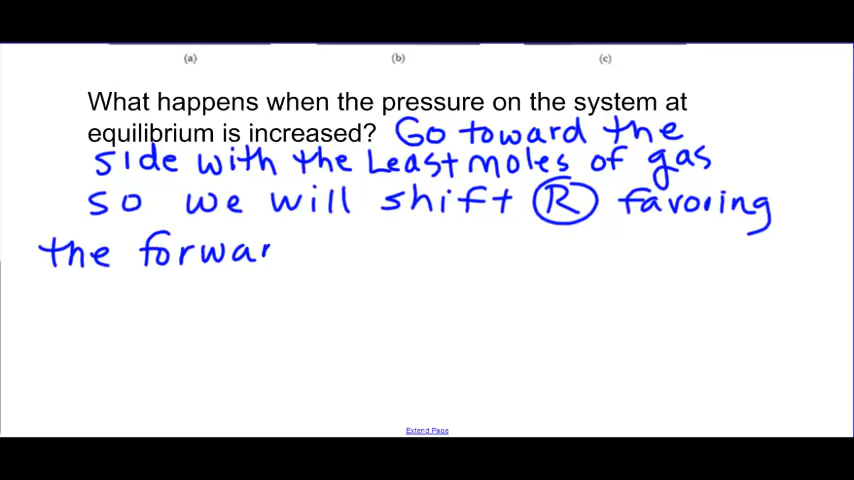 (a) (b) (c)
What happens when the pressure on the system at
equilibrium is increased? Go toward the
side with the Least moles of gas
so we will shift R favoring
the forwar
Extend Page